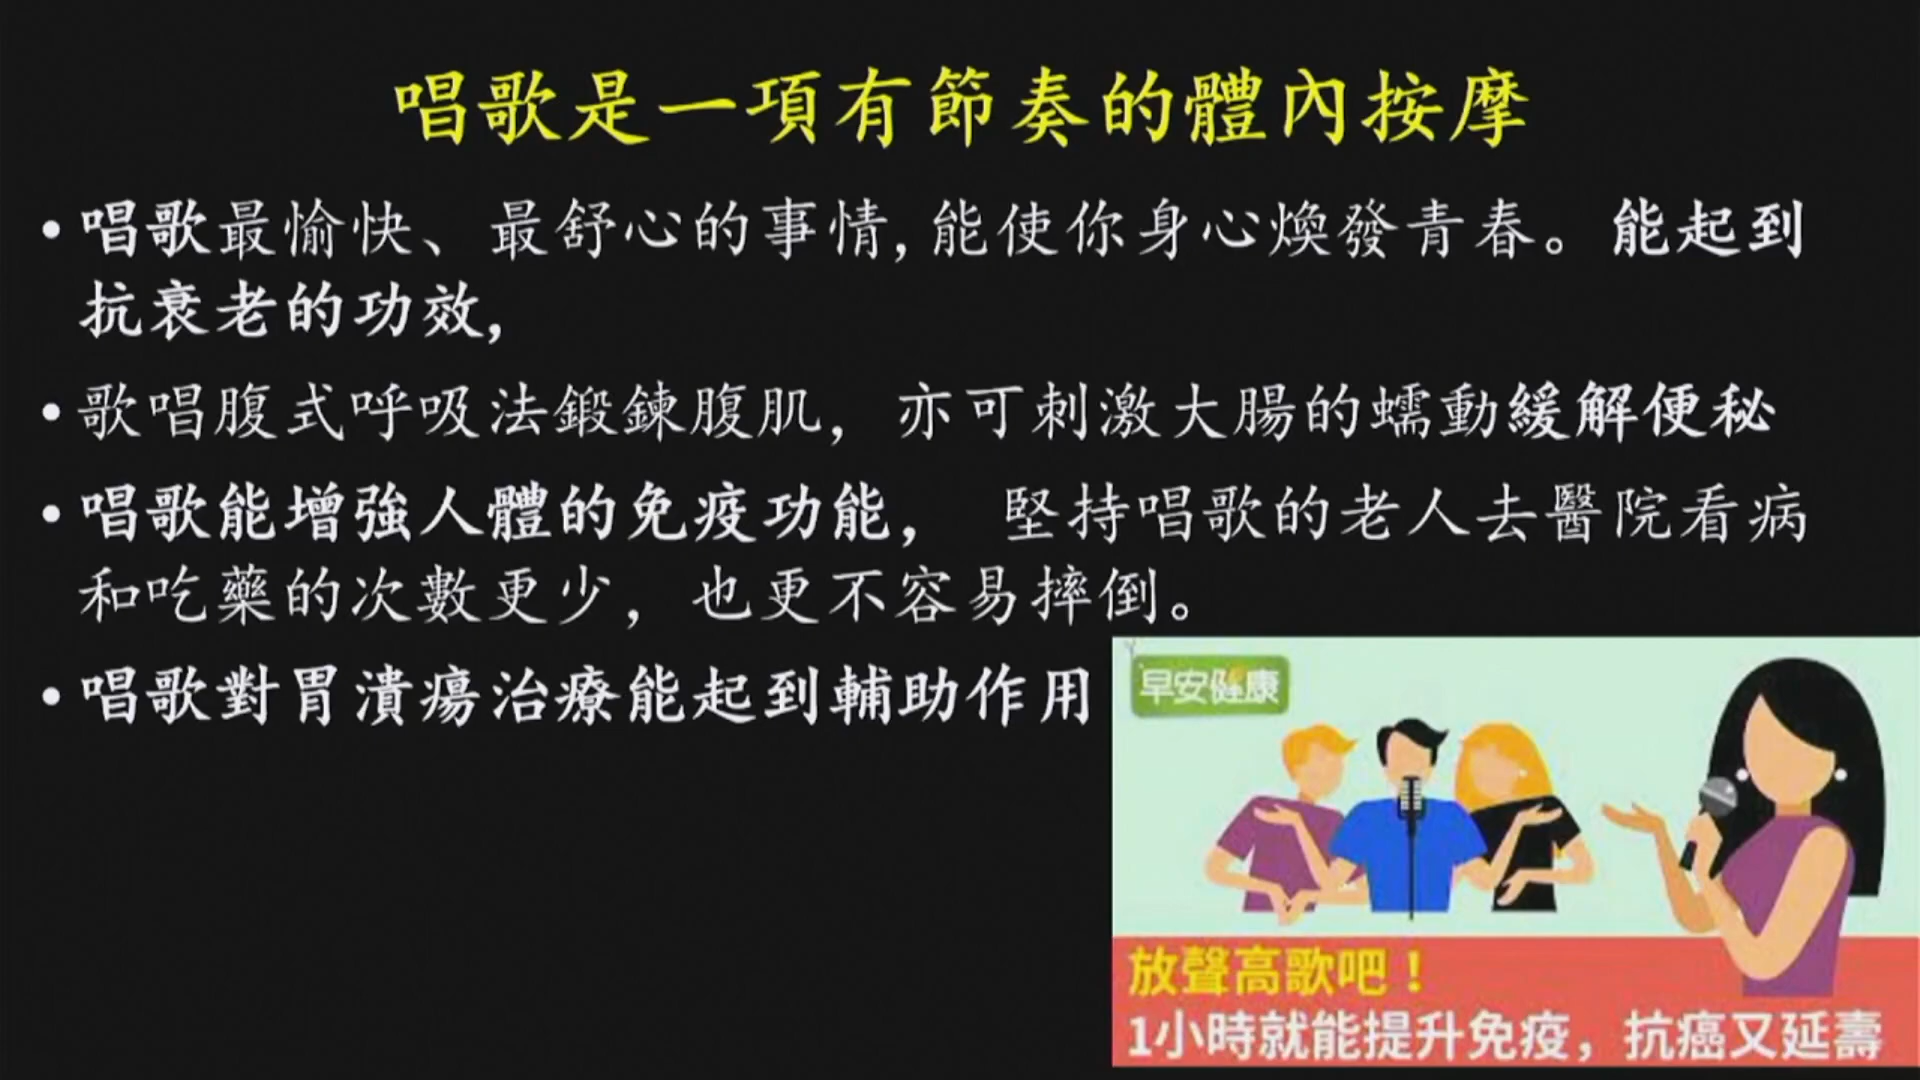 唱歌是一項有節奏的體內按摩
• 唱歌最愉快、最舒心的事情,能使你身心煥發青春。能起到
抗衰老的功效,
• 歌唱腹式呼吸法鍛鍊腹肌，亦可刺激大腸的蠕動緩解便秘
• 唱歌能增強人體的免疫功能， 堅持唱歌的老人去醫院看病
和吃藥的次數更少，也更不容易摔倒。
• 唱歌對胃潰瘍治療能起到輔助作用
早安健康
放聲高歌吧！
1小時就能提升免疫，抗癌又延壽